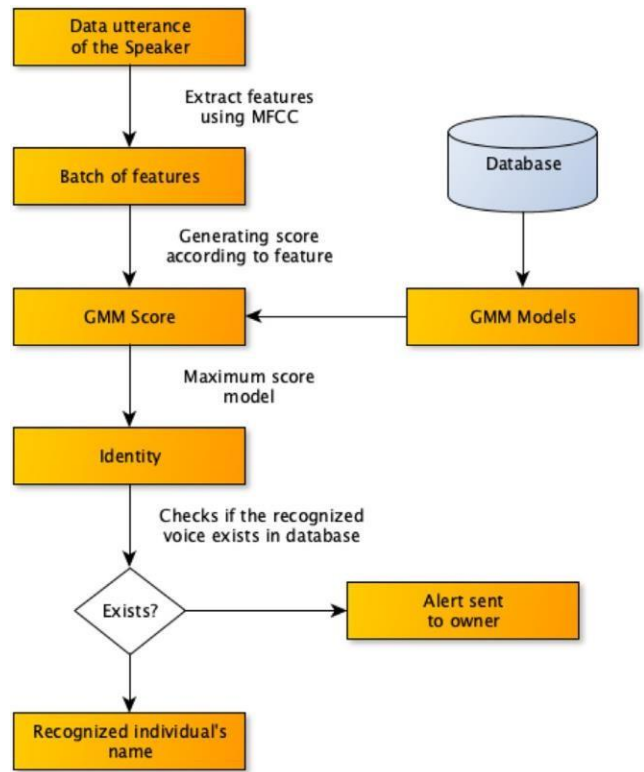 Data utterance
of the Speaker
Extract features
using MFCC
Database
Batch of features
Generating score
according to feature
GMM Score
GMM Models
Maximum score
model
Identity
Checks if the recognized
voice exists in database
Exists?
Alert sent
to owner
Recognized individual's
name